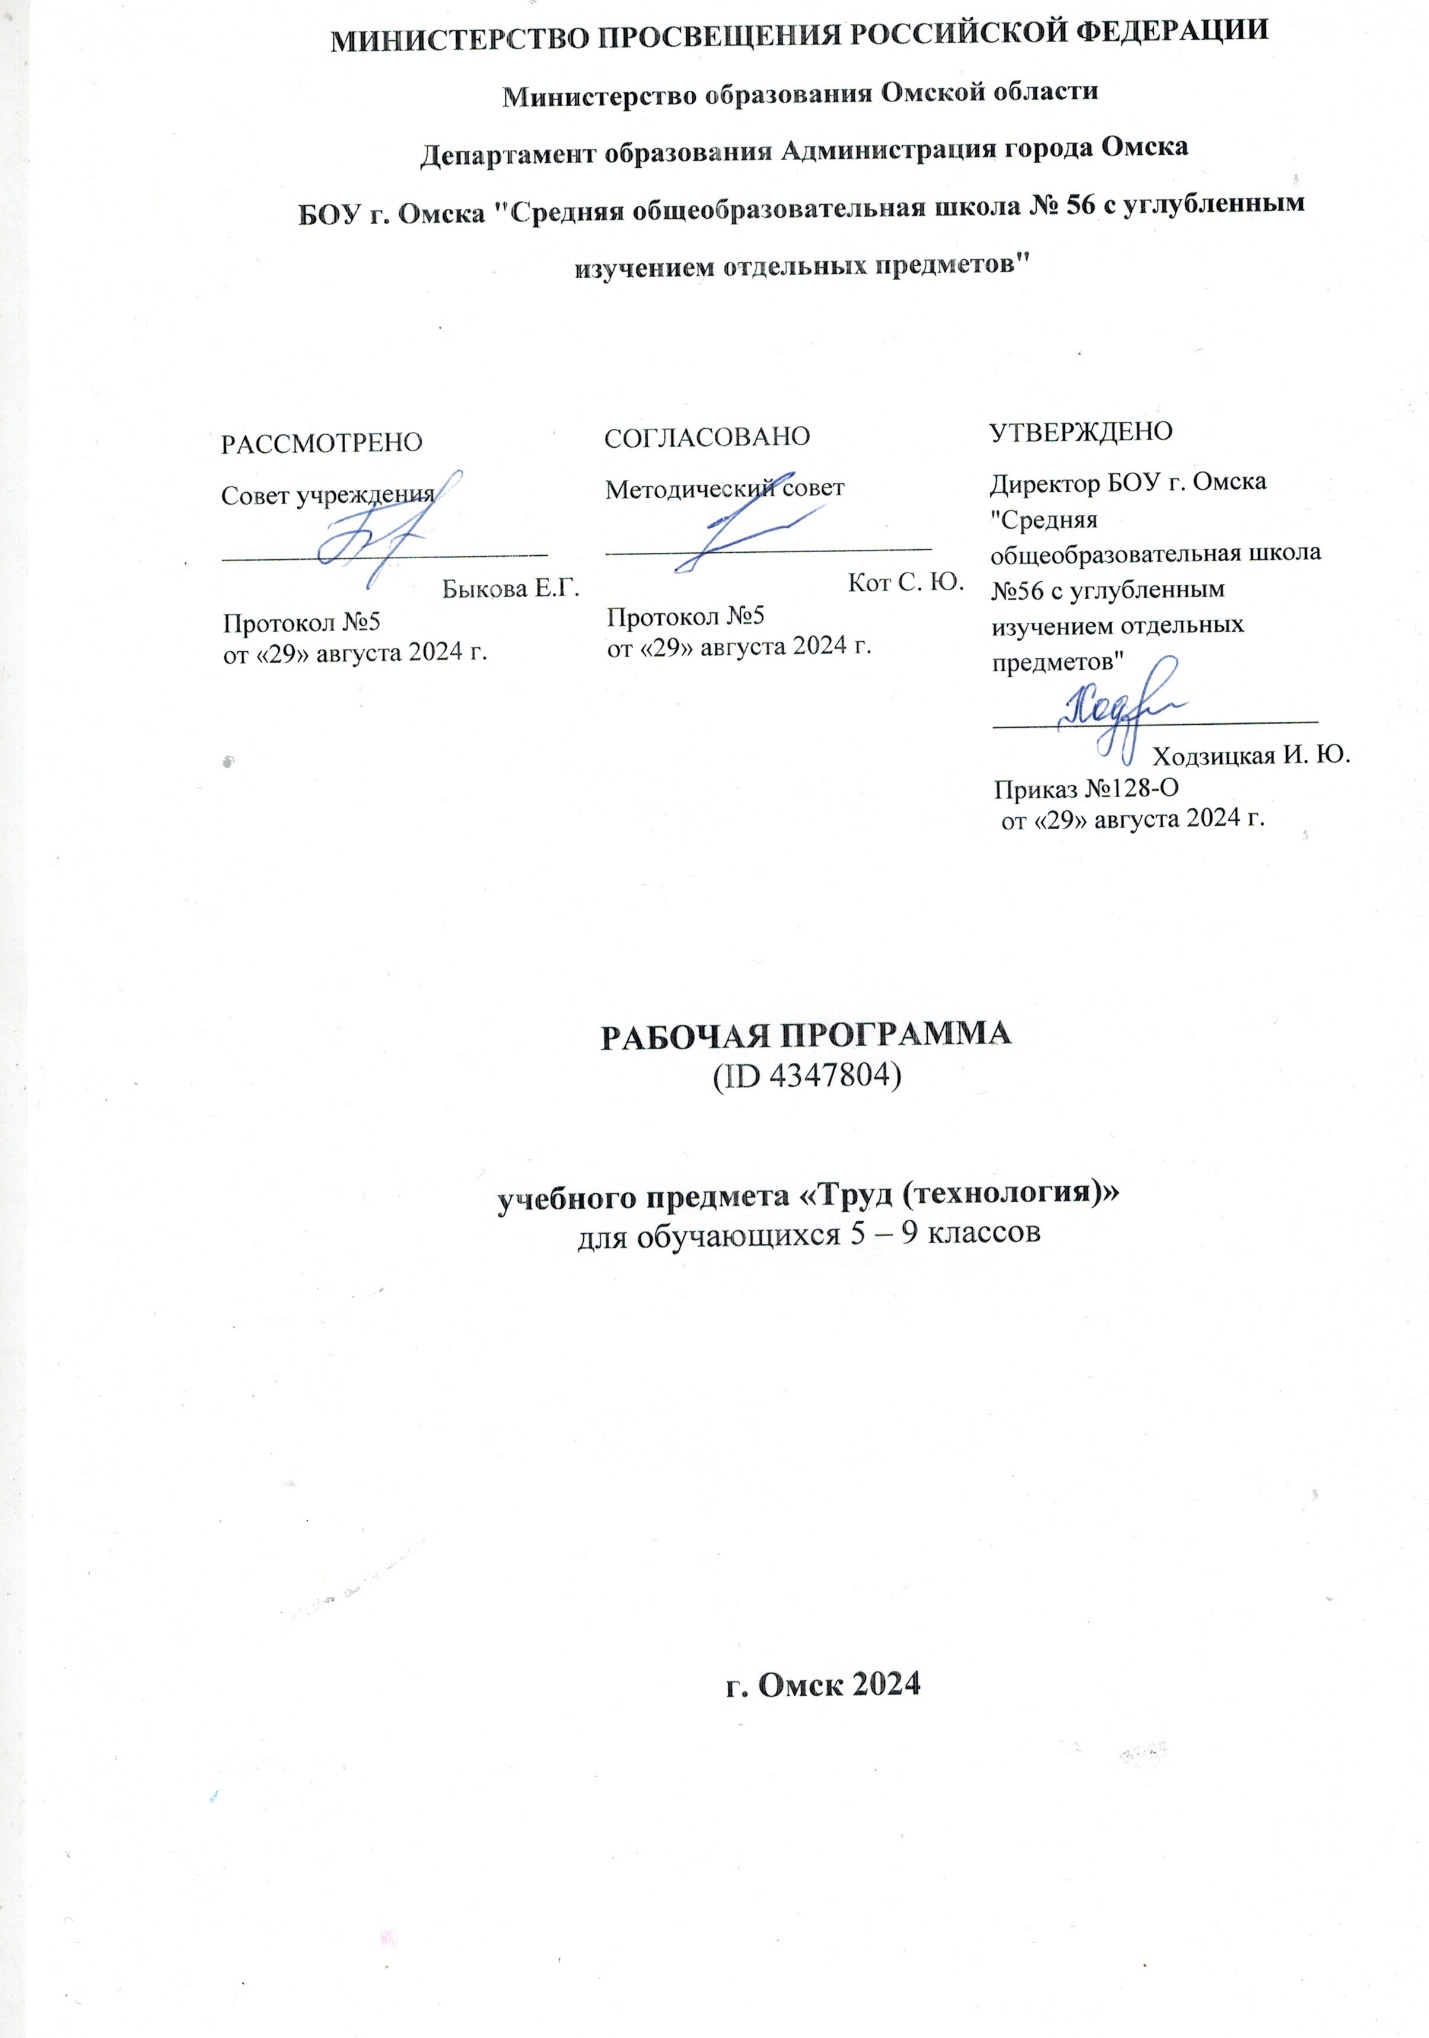 МИНИСТЕРСТВО ПРОСВЕЩЕНИЯ РОССИЙСКОЙ ФЕДЕРАЦИИ
Министерство образования Омской области
Департамент образования Администрация города Омска
БОУ г. Омска "Средняя общеобразовательная школа № 56 с углубленным
изучением отдельных предметов"
РАССМОТРЕНО
Совет учреждения
Быкова Е.Г.
Протокол №5
от «29» августа 2024 г.
СОГЛАСОВАНО
Методический совет
Кот С. Ю.
Протокол №5
от «29» августа 2024 г.
УТВЕРЖДЕНО
Директор БОУ г. Омска
"Средняя
общеобразовательная школа
№56 с углубленным
изучением отдельных
предметов"
Ходзицкая И. Ю.
Приказ №128-О
от «29» августа 2024 г.
РАБОЧАЯ ПРОГРАММА
(ID 4347804)
учебного предмета «Труд (технология)»
для обучающихся 5 – 9 классов
г. Омск 2024